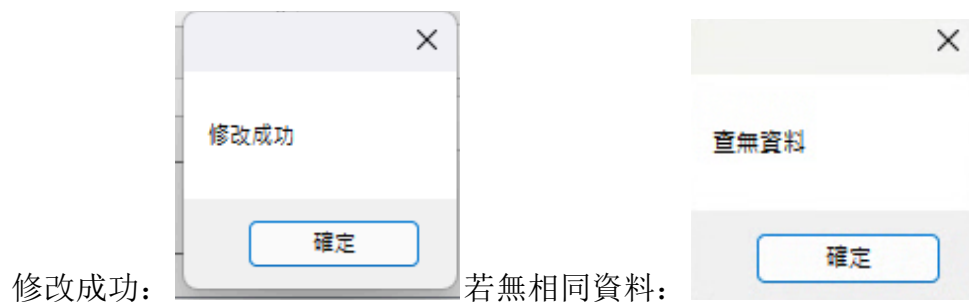 修改成功
確定
修改成功：
查無資料
確定
若無相同資料：